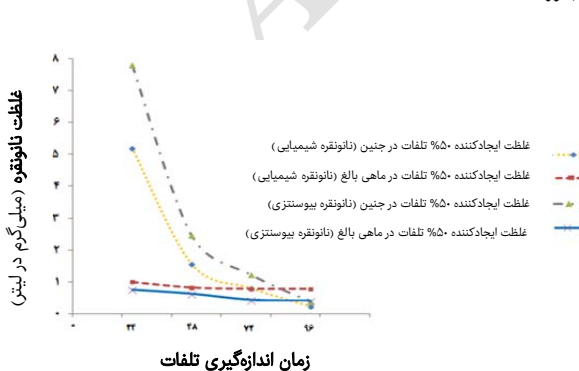 ۸
۷
۶
۵
۴
۳
۲
۱
۰
۰ ۲۴ ۴۸ ۷۲ ۹۶
غلظت نانونقره (میلی‌گرم در لیتر)
زمان اندازه‌گیری تلفات
غلظت ایجادکننده ۵۰% تلفات در جنین (نانونقره شیمیایی)
غلظت ایجادکننده ۵۰% تلفات در ماهی بالغ (نانونقره شیمیایی)
غلظت ایجادکننده ۵۰% تلفات در جنین (نانونقره بیوسنتزی)
غلظت ایجادکننده ۵۰% تلفات در ماهی بالغ (نانونقره بیوسنتزی)